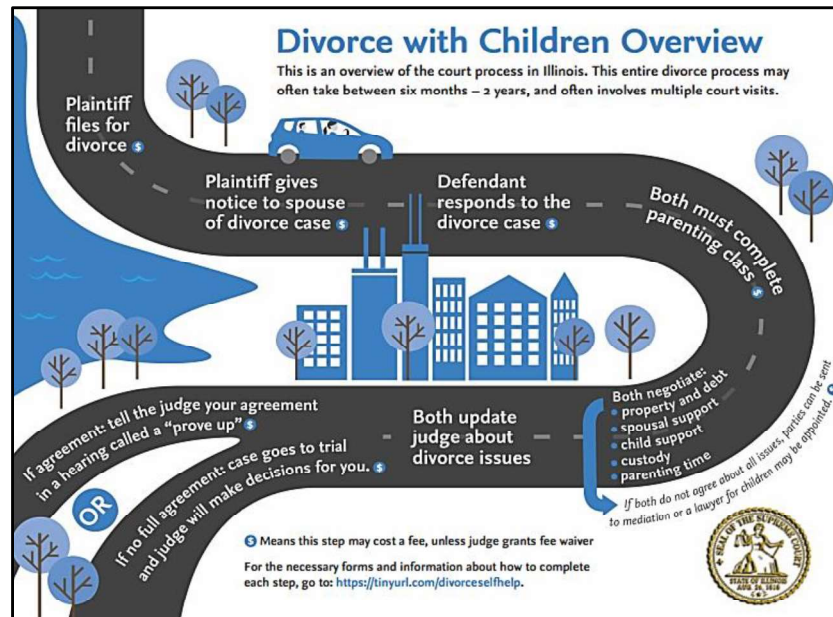 Divorce with Children Overview
This is an overview of the court process in Illinois. This entire divorce process may
often take between six months – 2 years, and often involves multiple court visits.
Plaintiff
files for
divorce $
Plaintiff gives
notice to spouse
of divorce case $
Defendant
responds to the
divorce case $
Both must complete
parenting class $
Both negotiate:
• property and debt
• spousal support
• child support
• custody
• parenting time
If both do not agree about all issues, parties can be sent
to mediation or a lawyer for children may be appointed. $
Both update
judge about
divorce issues
If agreement: tell the judge your agreement
in a hearing called a “prove up” $
OR
If no full agreement: case goes to trial
and judge will make decisions for you. $
$ Means this step may cost a fee, unless judge grants fee waiver
For the necessary forms and information about how to complete
each step, go to: https://tinyurl.com/divorceselfhelp.
SEAL OF THE SUPREME COURT
STATE OF ILLINOIS
AUG. 26, 1818